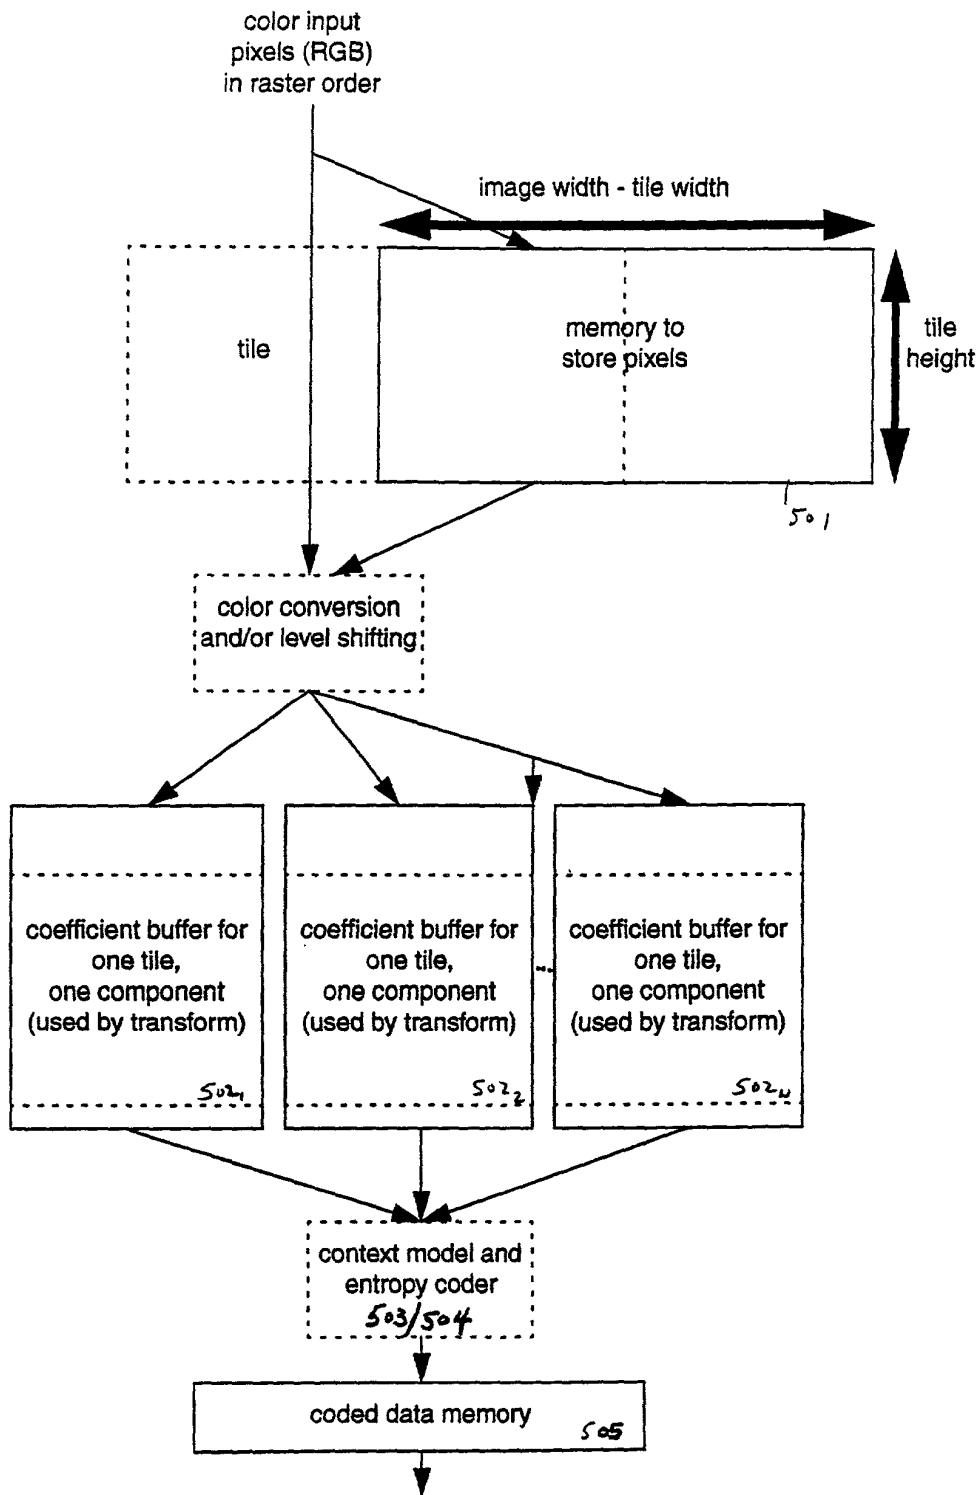 color input
pixels (RGB)
in raster order
image width - tile width
tile
memory to
store pixels
tile
height
501
color conversion
and/or level shifting
coefficient buffer for
one tile,
one component
(used by transform)
502₁
coefficient buffer for
one tile,
one component
(used by transform)
502₂
...
coefficient buffer for
one tile,
one component
(used by transform)
502N
context model and
entropy coder
503/504
coded data memory
505